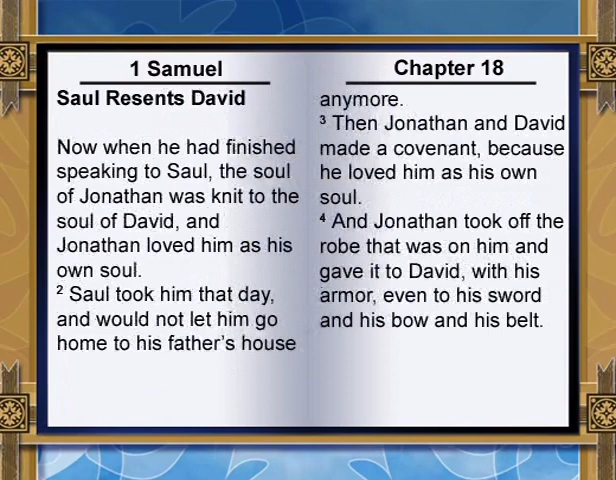 1 Samuel
Saul Resents David
Now when he had finished
speaking to Saul, the soul
of Jonathan was knit to the
soul of David, and
Jonathan loved him as his
own soul.
² Saul took him that day,
and would not let him go
home to his father's house
Chapter 18
anymore.
³ Then Jonathan and David
made a covenant, because
he loved him as his own
soul.
⁴ And Jonathan took off the
robe that was on him and
gave it to David, with his
armor, even to his sword
and his bow and his belt.